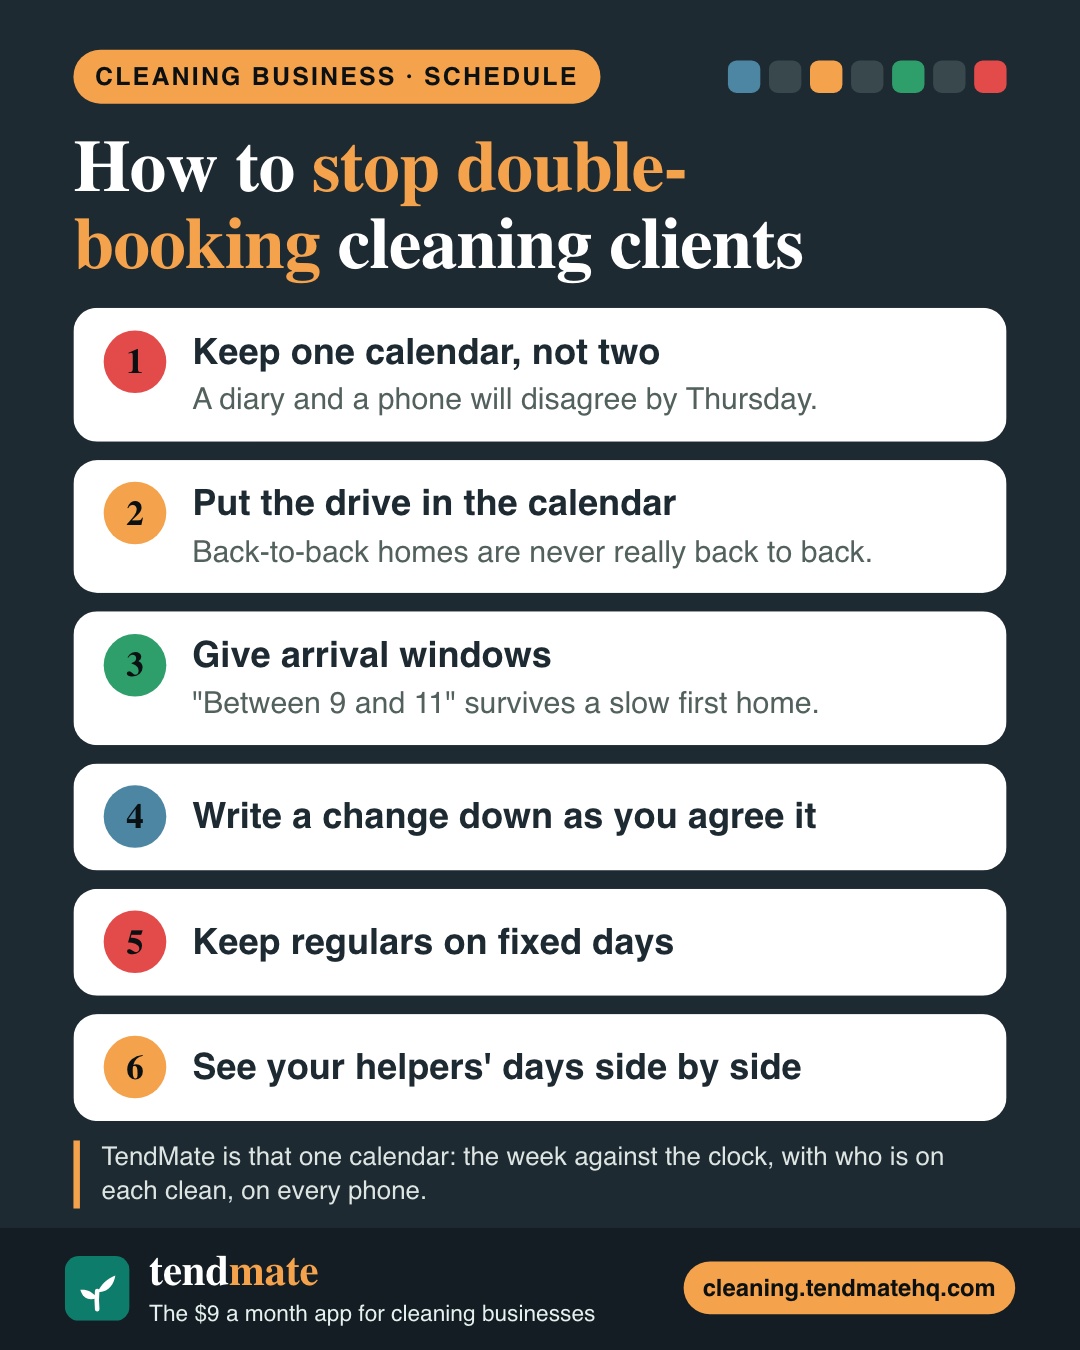 CLEANING BUSINESS · SCHEDULE
How to stop double-
booking cleaning clients
1
Keep one calendar, not two
A diary and a phone will disagree by Thursday.
2
Put the drive in the calendar
Back-to-back homes are never really back to back.
3
Give arrival windows
"Between 9 and 11" survives a slow first home.
4
Write a change down as you agree it
5
Keep regulars on fixed days
6
See your helpers' days side by side
TendMate is that one calendar: the week against the clock, with who is on
each clean, on every phone.
tendmate
The $9 a month app for cleaning businesses
cleaning.tendmatehq.com